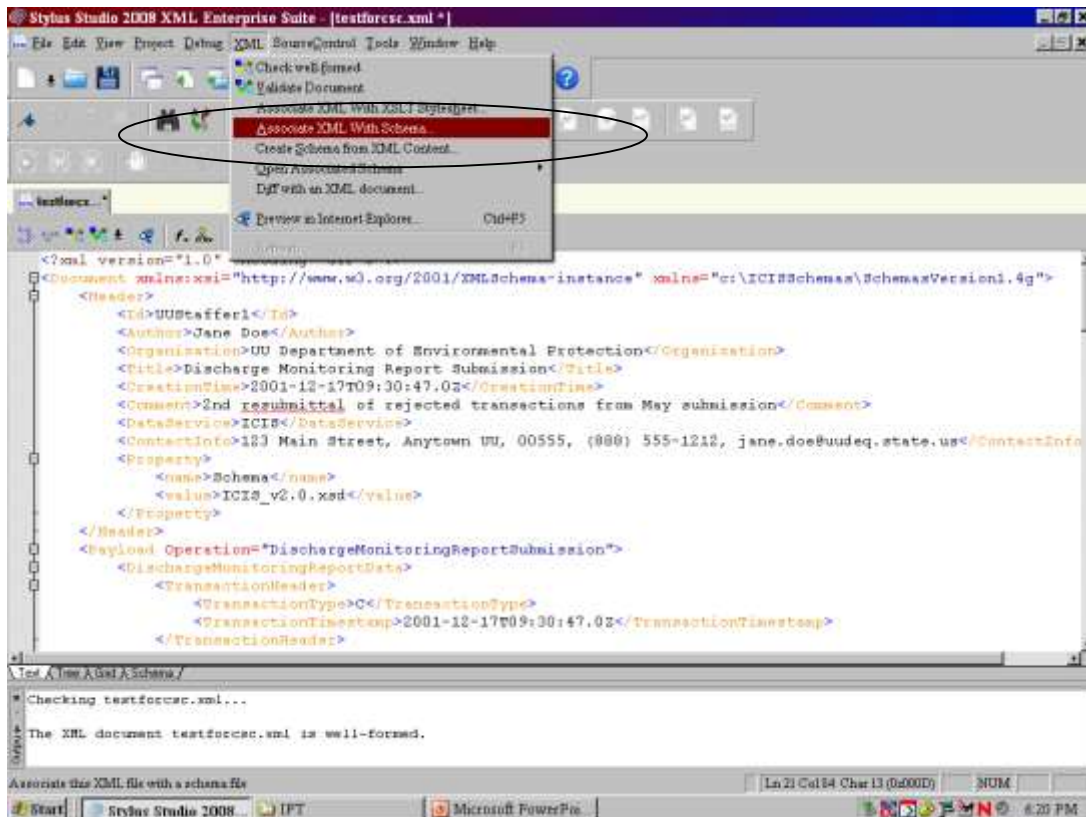 Stylus Studio 2008 XML Enterprise Suite - [testforcsc.xml *]
File Edit View Project Debug XML SourceControl Tools Window Help
Check well-formed
Validate Document
Associate XML With XSLT Stylesheet...
Associate XML With Schema...
Create Schema from XML Content...
Open Associated Schema
Diff with an XML document...
Preview in Internet Explorer... Ctrl+F5
testforcs...*
<?xml version="1.0"
<Document xmlns:xsi="http://www.w3.org/2001/XMLSchema-instance" xmlns="c:\ICISSchemas\SchemasVersion1.4g">
<Header>
<Id>UUStaffer1</Id>
<Author>Jane Doe</Author>
<Organization>UU Department of Environmental Protection</Organization>
<Title>Discharge Monitoring Report Submission</Title>
<CreationTime>2001-12-17T09:30:47.0Z</CreationTime>
<Comment>2nd resubmittal of rejected transactions from May submission</Comment>
<DataService>ICIS</DataService>
<ContactInfo>123 Main Street, Anytown UU, 00555, (888) 555-1212, jane.doe@uudeq.state.us</ContactInfo
<Property>
<name>Schema</name>
<value>ICIS_v2.0.xsd</value>
</Property>
</Header>
<Payload Operation="DischargeMonitoringReportSubmission">
<DischargeMonitoringReportData>
<TransactionHeader>
<TransactionType>C</TransactionType>
<TransactionTimestamp>2001-12-17T09:30:47.0Z</TransactionTimestamp>
</TransactionHeader>
Text Tree Grid Schema
Checking testforcsc.xml...
The XML document testforcsc.xml is well-formed.
Output
Associate this XML file with a schema file
Ln 21 Col 84 Char 13 (0x000D) NUM
Start Stylus Studio 2008... IPT Microsoft PowerPoi... 6:20 PM